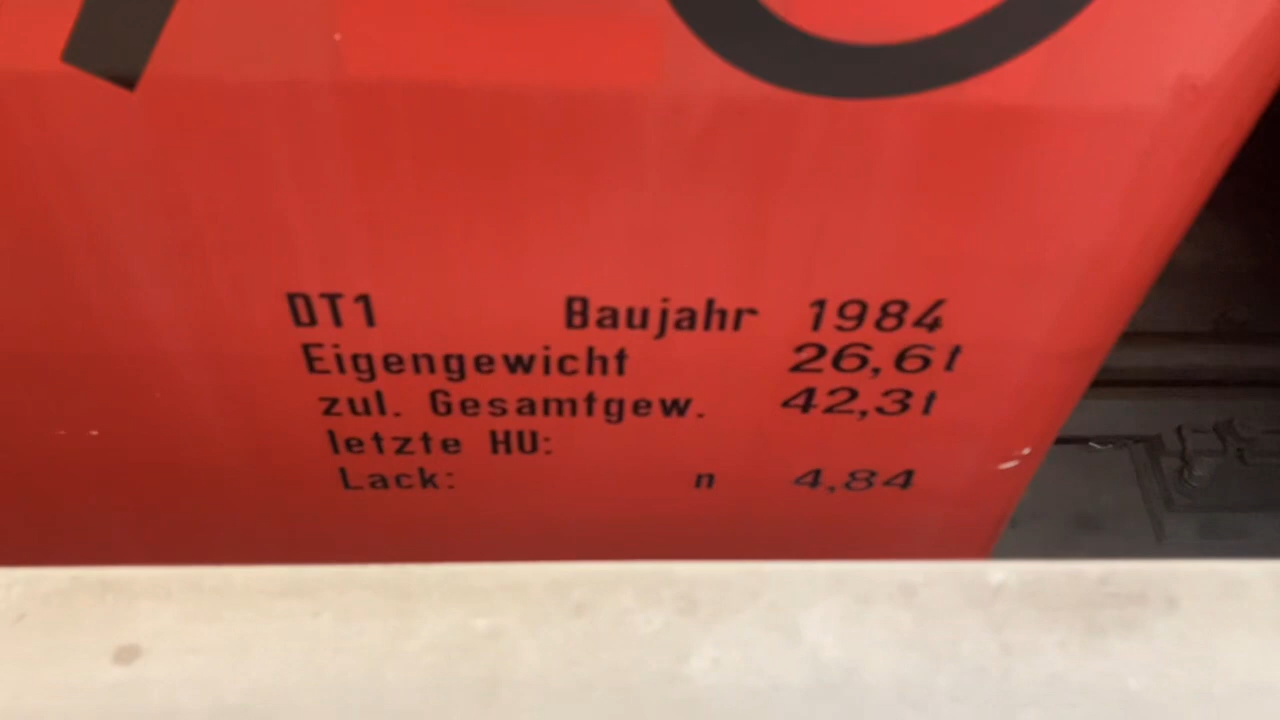 DT1 Baujahr 1984
Eigengewicht 26,6t
zul. Gesamtgew. 42,3t
letzte HU:
Lack: n 4,84